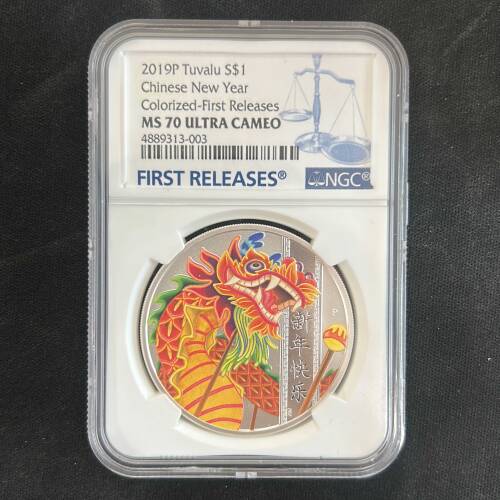 2019P Tuvalu S$1
Chinese New Year
Colorized-First Releases
MS 70 ULTRA CAMEO
4889313-003
FIRST RELEASES®
NGC®
新年快乐
P